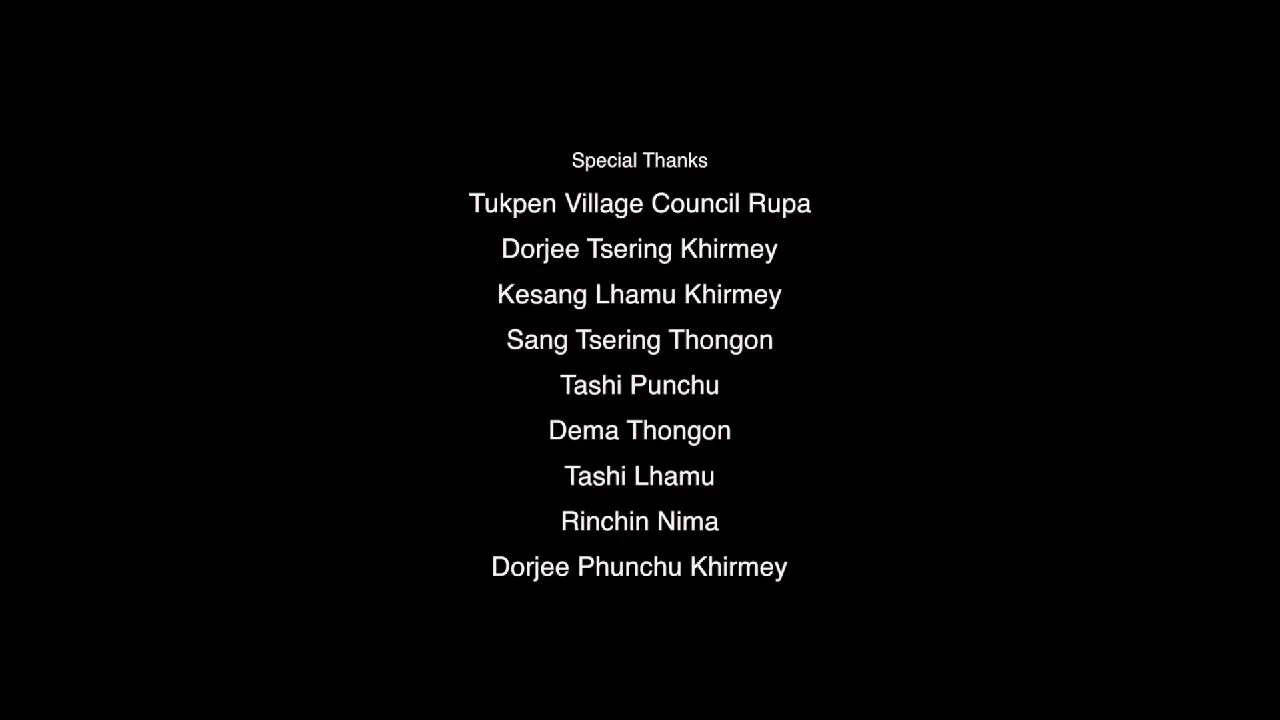 Special Thanks
Tukpen Village Council Rupa
Dorjee Tsering Khirmey
Kesang Lhamu Khirmey
Sang Tsering Thongon
Tashi Punchu
Dema Thongon
Tashi Lhamu
Rinchin Nima
Dorjee Phunchu Khirmey